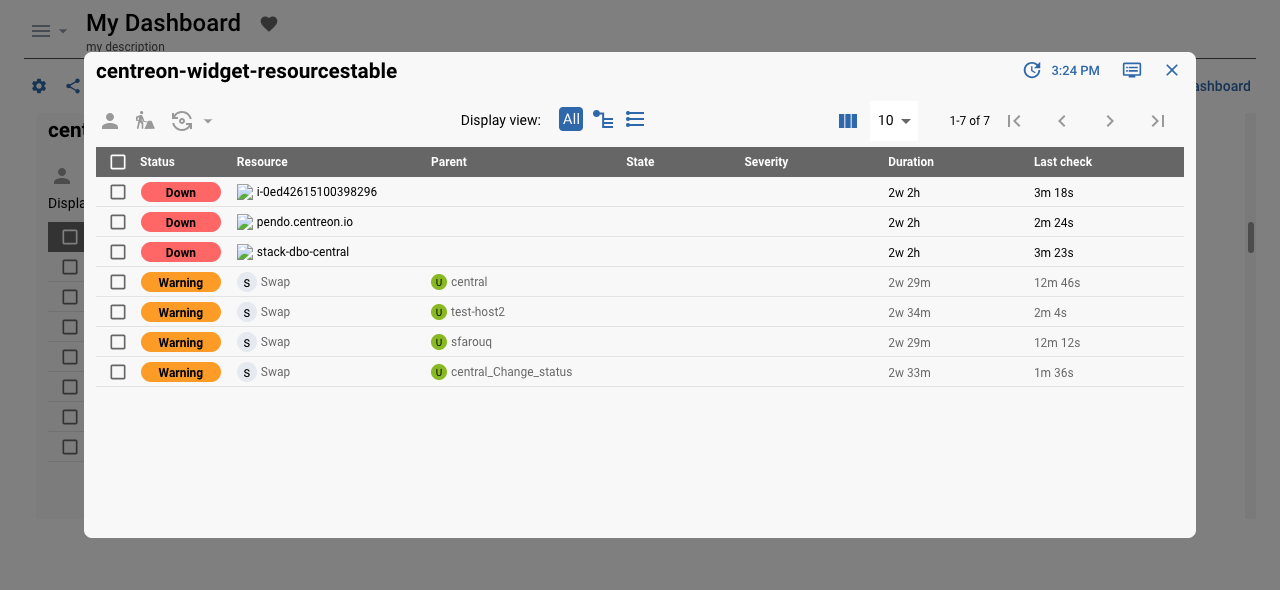 My Dashboard
my description
centreon-widget-resourcestable
3:24 PM
ashboard
cent
Display view: All 10 1-7 of 7
Displa
Status Resource Parent State Severity Duration Last check
Down i-0ed42615100398296 2w 2h 3m 18s
Down pendo.centreon.io 2w 2h 2m 24s
Down stack-dbo-central 2w 2h 3m 23s
Warning S Swap U central 2w 29m 12m 46s
Warning S Swap U test-host2 2w 34m 2m 4s
Warning S Swap U sfarouq 2w 29m 12m 12s
Warning S Swap U central_Change_status 2w 33m 1m 36s